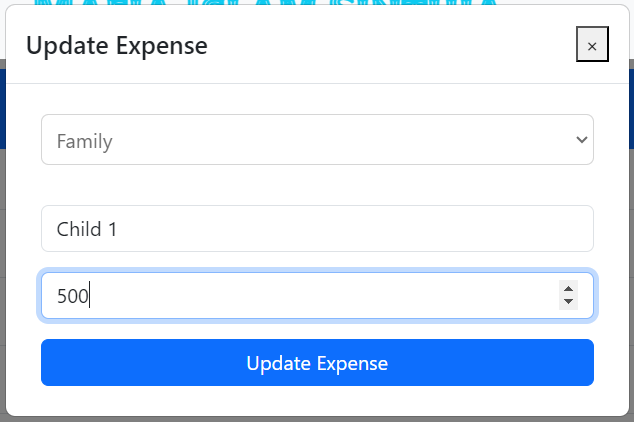 Update Expense
×
Family
Child 1
500
Update Expense